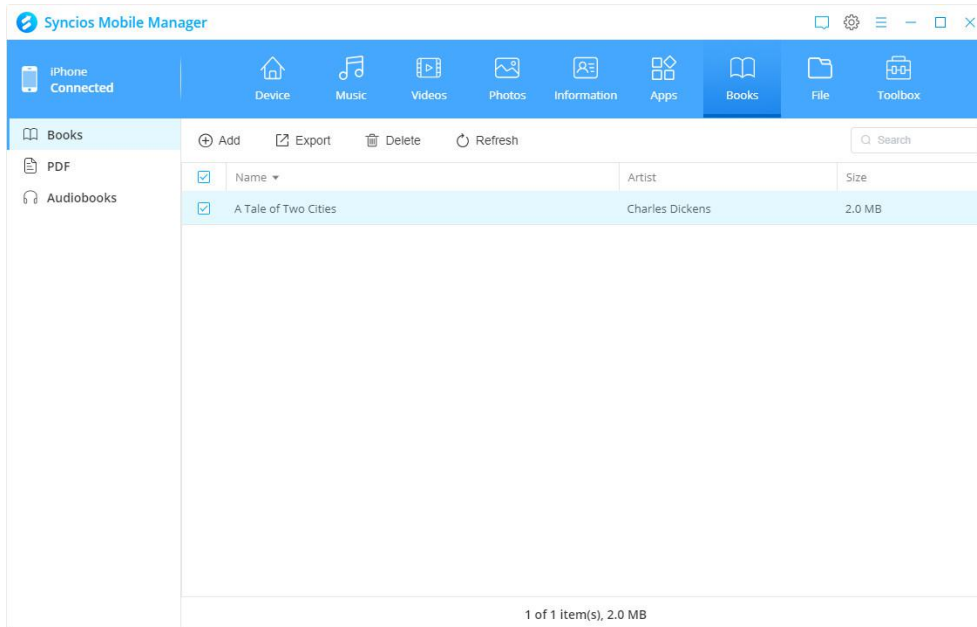 Syncios Mobile Manager
iPhone
Connected
Device Music Videos Photos Information Apps Books File Toolbox
Books
PDF
Audiobooks
Add Export Delete Refresh Search
Name Artist Size
A Tale of Two Cities Charles Dickens 2.0 MB
1 of 1 item(s), 2.0 MB